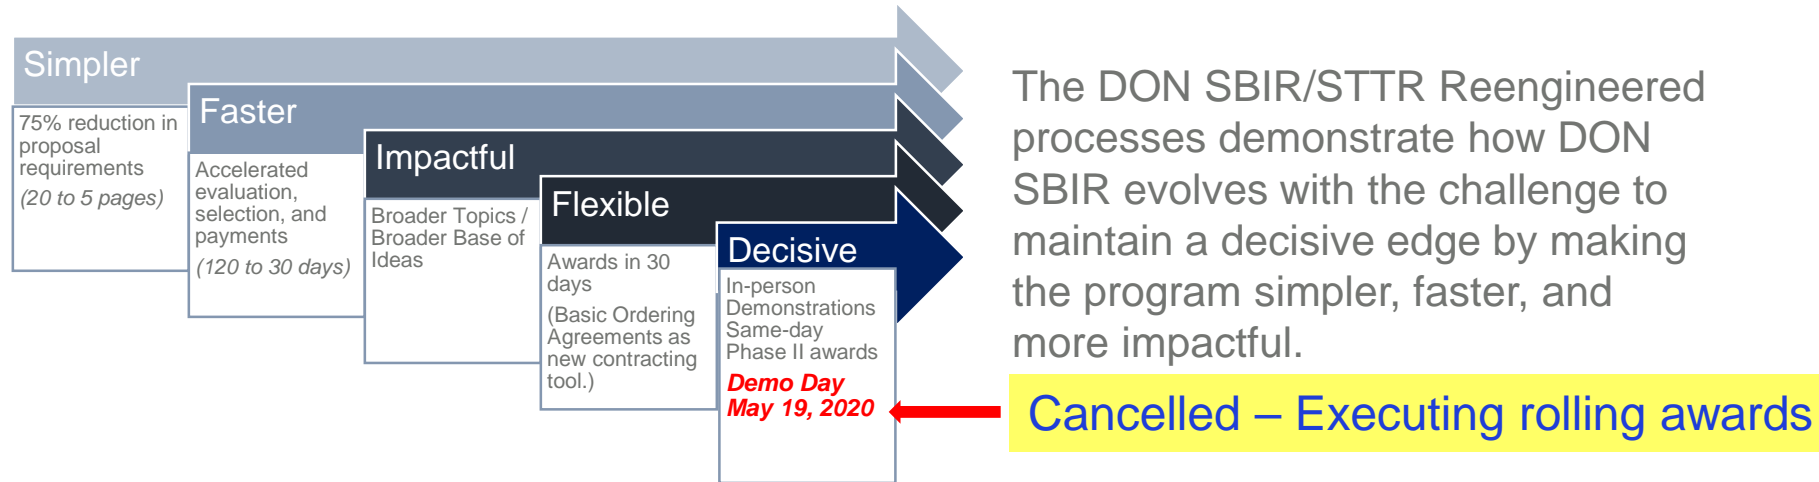 Simpler
75% reduction in
proposal
requirements
(20 to 5 pages)
Faster
Accelerated
evaluation,
selection, and
payments
(120 to 30 days)
Impactful
Broader Topics /
Broader Base of
Ideas
Flexible
Awards in 30
days
(Basic Ordering
Agreements as
new contracting
tool.)
Decisive
In-person
Demonstrations
Same-day
Phase II awards
Demo Day
May 19, 2020
The DON SBIR/STTR Reengineered
processes demonstrate how DON
SBIR evolves with the challenge to
maintain a decisive edge by making
the program simpler, faster, and
more impactful.
Cancelled – Executing rolling awards